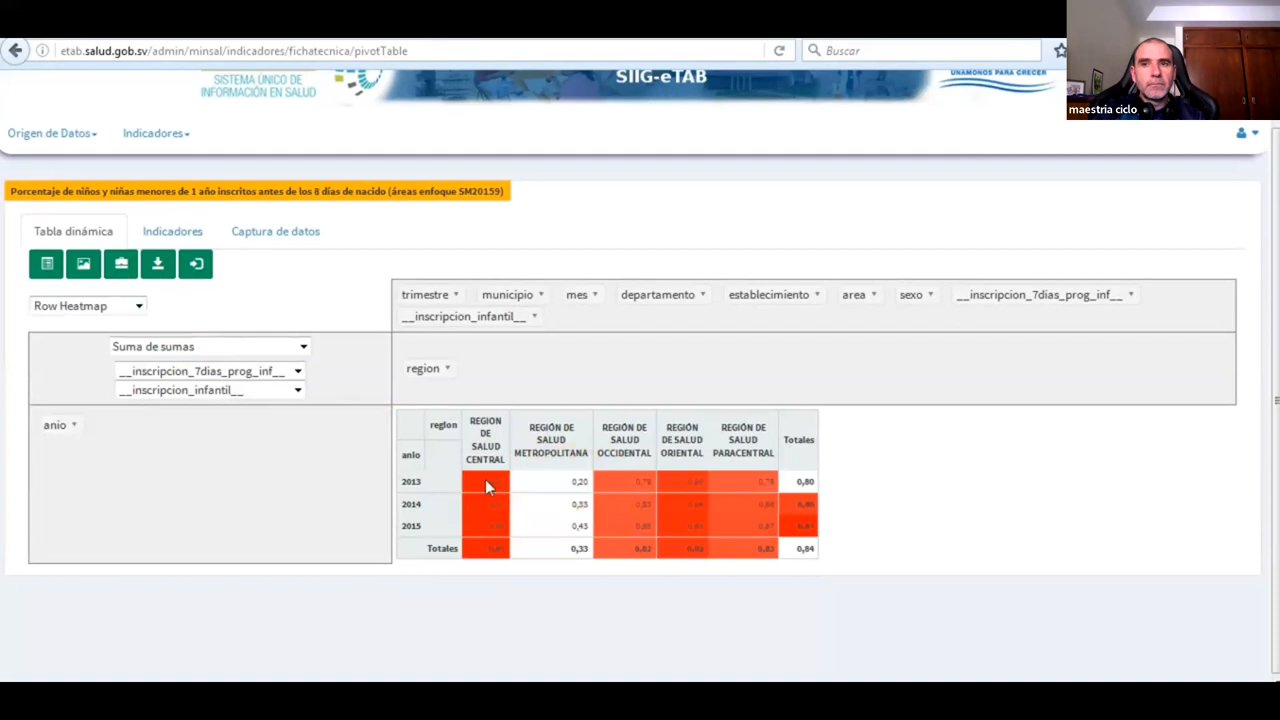 etab.salud.gob.sv/admin/minsal/indicadores/fichatecnica/pivotTable
Buscar
maestria ciclo
SISTEMA ÚNICO DE
INFORMACIÓN EN SALUD
SIIG-eTAB
UNÁMONOS PARA CRECER
Origen de Datos
Indicadores
Porcentaje de niños y niñas menores de 1 año inscritos antes de los 8 días de nacido (áreas enfoque SM20159)
Tabla dinámica
Indicadores
Captura de datos
Row Heatmap
trimestre municipio mes departamento establecimiento area sexo __inscripcion_7dias_prog_inf__
__inscripcion_infantil__
Suma de sumas
__inscripcion_7dias_prog_inf__
__inscripcion_infantil__
region
anio
region
anio
REGION DE SALUD CENTRAL
REGIÓN DE SALUD METROPOLITANA
REGIÓN DE SALUD OCCIDENTAL
REGIÓN DE SALUD ORIENTAL
REGIÓN DE SALUD PARACENTRAL
Totales
2013 0,20 0,80
2014 0,33
2015 0,43
Totales 0,33 0,82 0,83 0,84